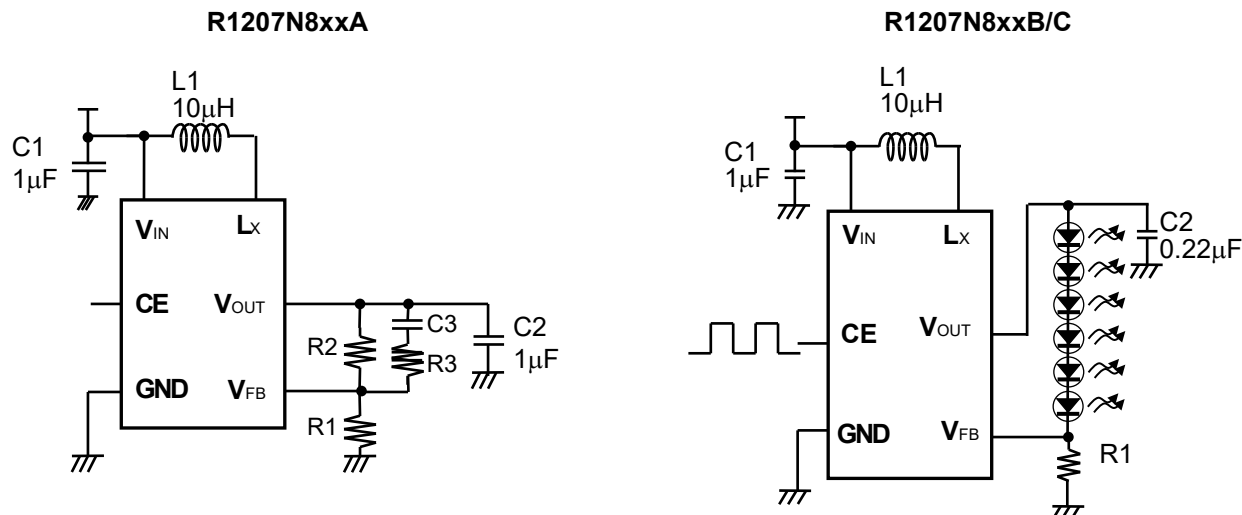 R1207N8xxA
L1
10μH
C1
1μF
VIN
LX
CE
VOUT
GND
VFB
R2
C3
R3
C2
1μF
R1
R1207N8xxB/C
L1
10μH
C1
1μF
VIN
LX
CE
VOUT
GND
VFB
C2
0.22μF
R1